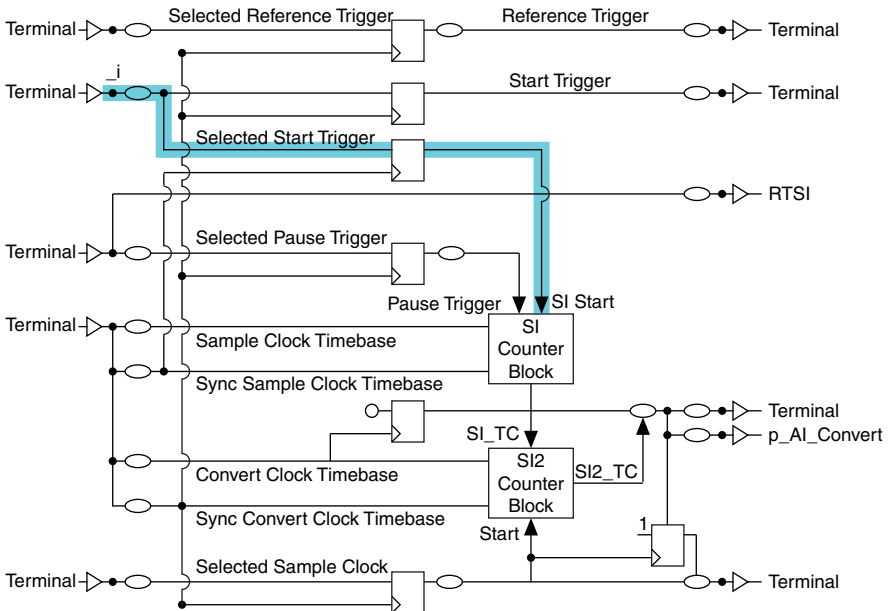 Terminal Selected Reference Trigger Reference Trigger Terminal
_i
Terminal Start Trigger Terminal
Selected Start Trigger
RTSI
Terminal Selected Pause Trigger
Pause Trigger SI Start
Terminal
Sample Clock Timebase
SI
Counter
Block
Sync Sample Clock Timebase
Terminal
SI_TC
p_AI_Convert
Convert Clock Timebase
SI2
Counter
Block
SI2_TC
Sync Convert Clock Timebase
Start
1
Terminal Selected Sample Clock Terminal